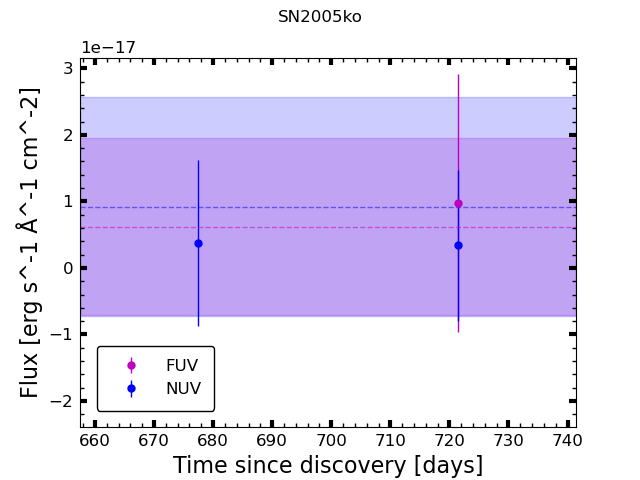 SN2005ko
1e−17
3
2
1
0
−1
−2
Flux [erg s^-1 Å^-1 cm^-2]
FUV
NUV
660 670 680 690 700 710 720 730 740
Time since discovery [days]